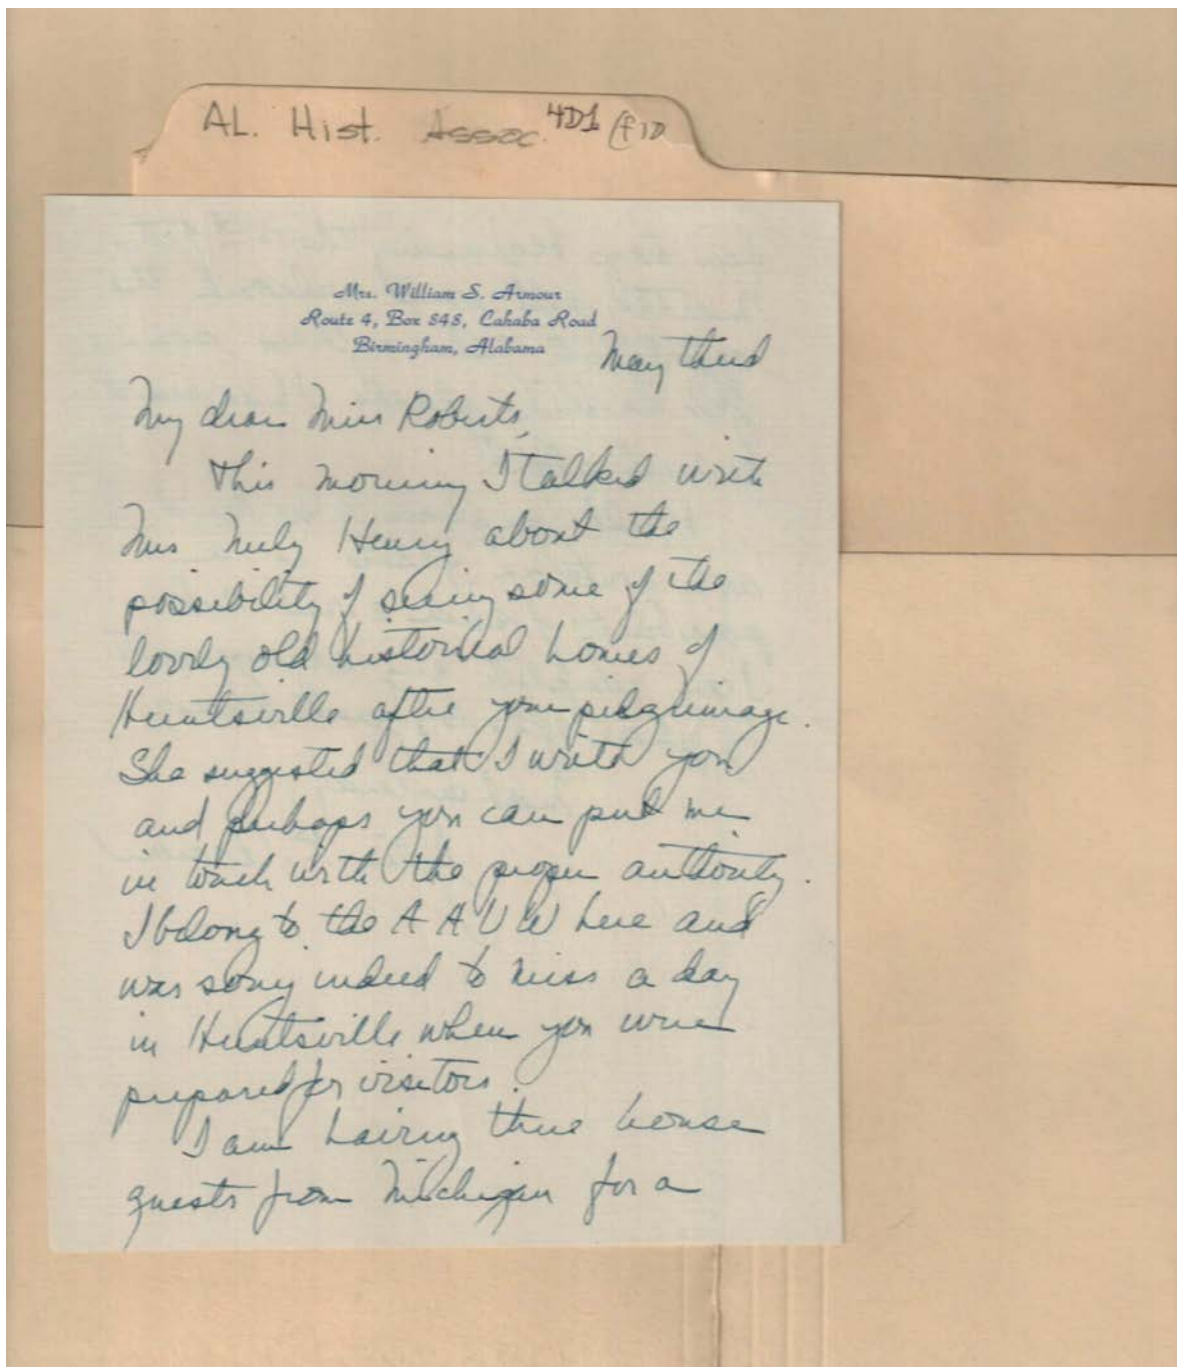 AL. Hist. Assoc. 4D1 (f10
Mrs. William S. Armour
Route 4, Box 848, Cahaba Road
Birmingham, Alabama
May third
My dear Miss Roberts,
This morning I talked with
Mrs Neely Henry about the
possibility of seeing some of the
lovely old historical homes of
Huntsville after your pilgrimage.
She suggested that I write you
and perhaps you can put me
in touch with the proper authority.
I belong to the A A U W here and
was sorry indeed to miss a day
in Huntsville when you were
prepared for visitors.
I am having three house
guests from Michigan for a